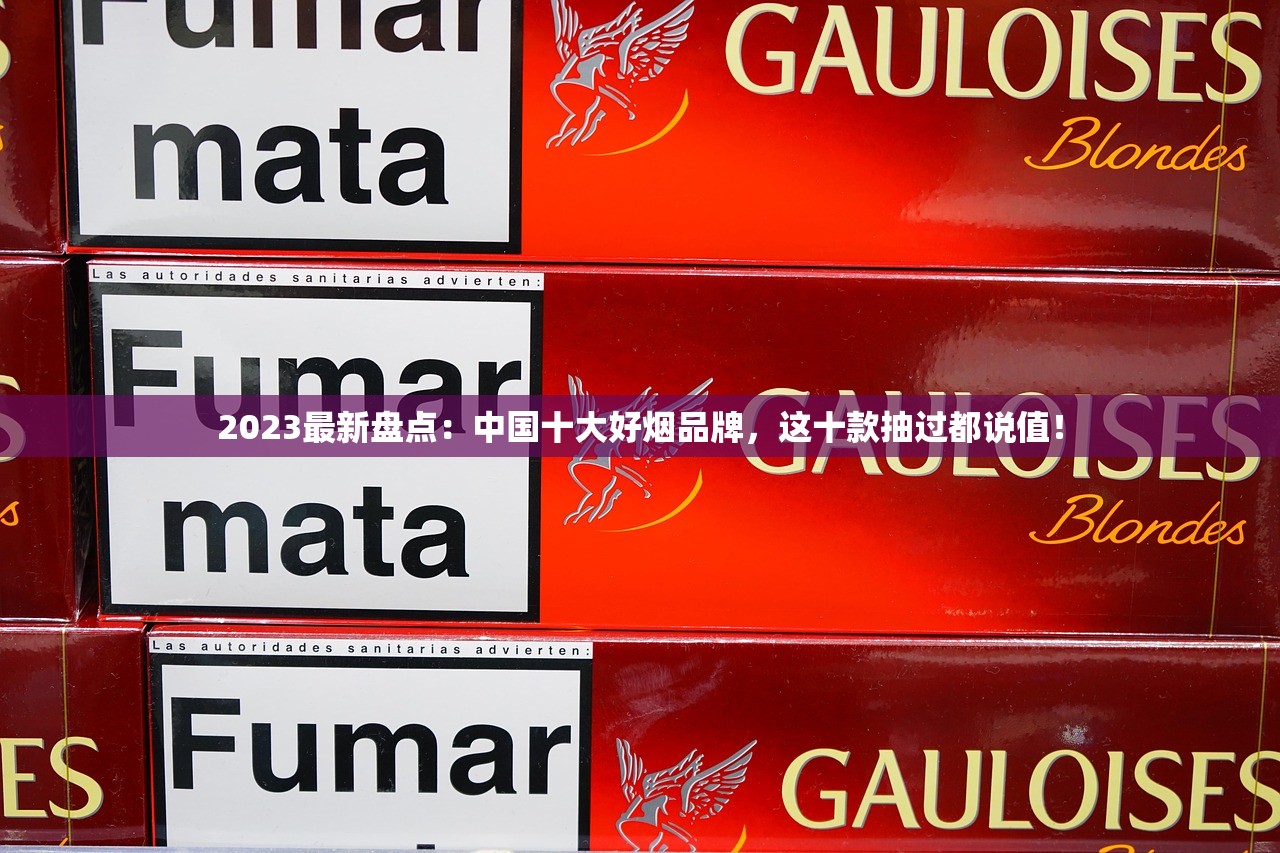 Fumar
mata
GAULOISES
Blondes
Las autoridades sanitarias advierten:
Fumar
mata
GAULOISES
Blondes
2023最新盘点：中国十大好烟品牌，这十款抽过都说值！
Las autoridades sanitarias advierten:
Fumar
ES
GAULOISES